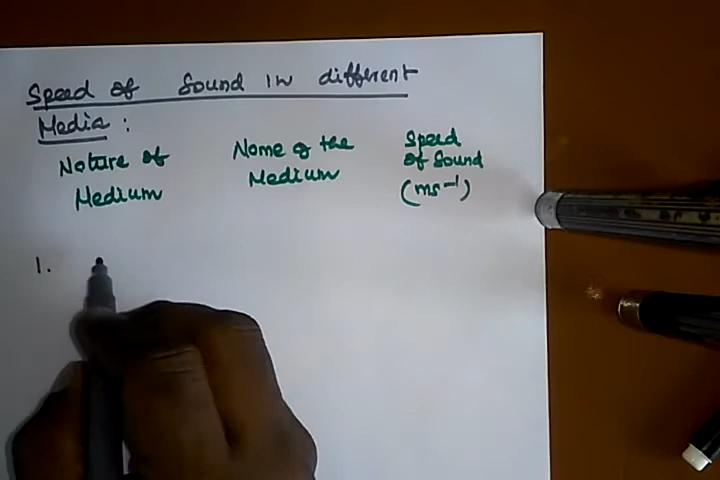 Speed of Sound in different
Media :
Nature of Name of the Speed
Medium Medium of Sound
(ms⁻¹)
1.